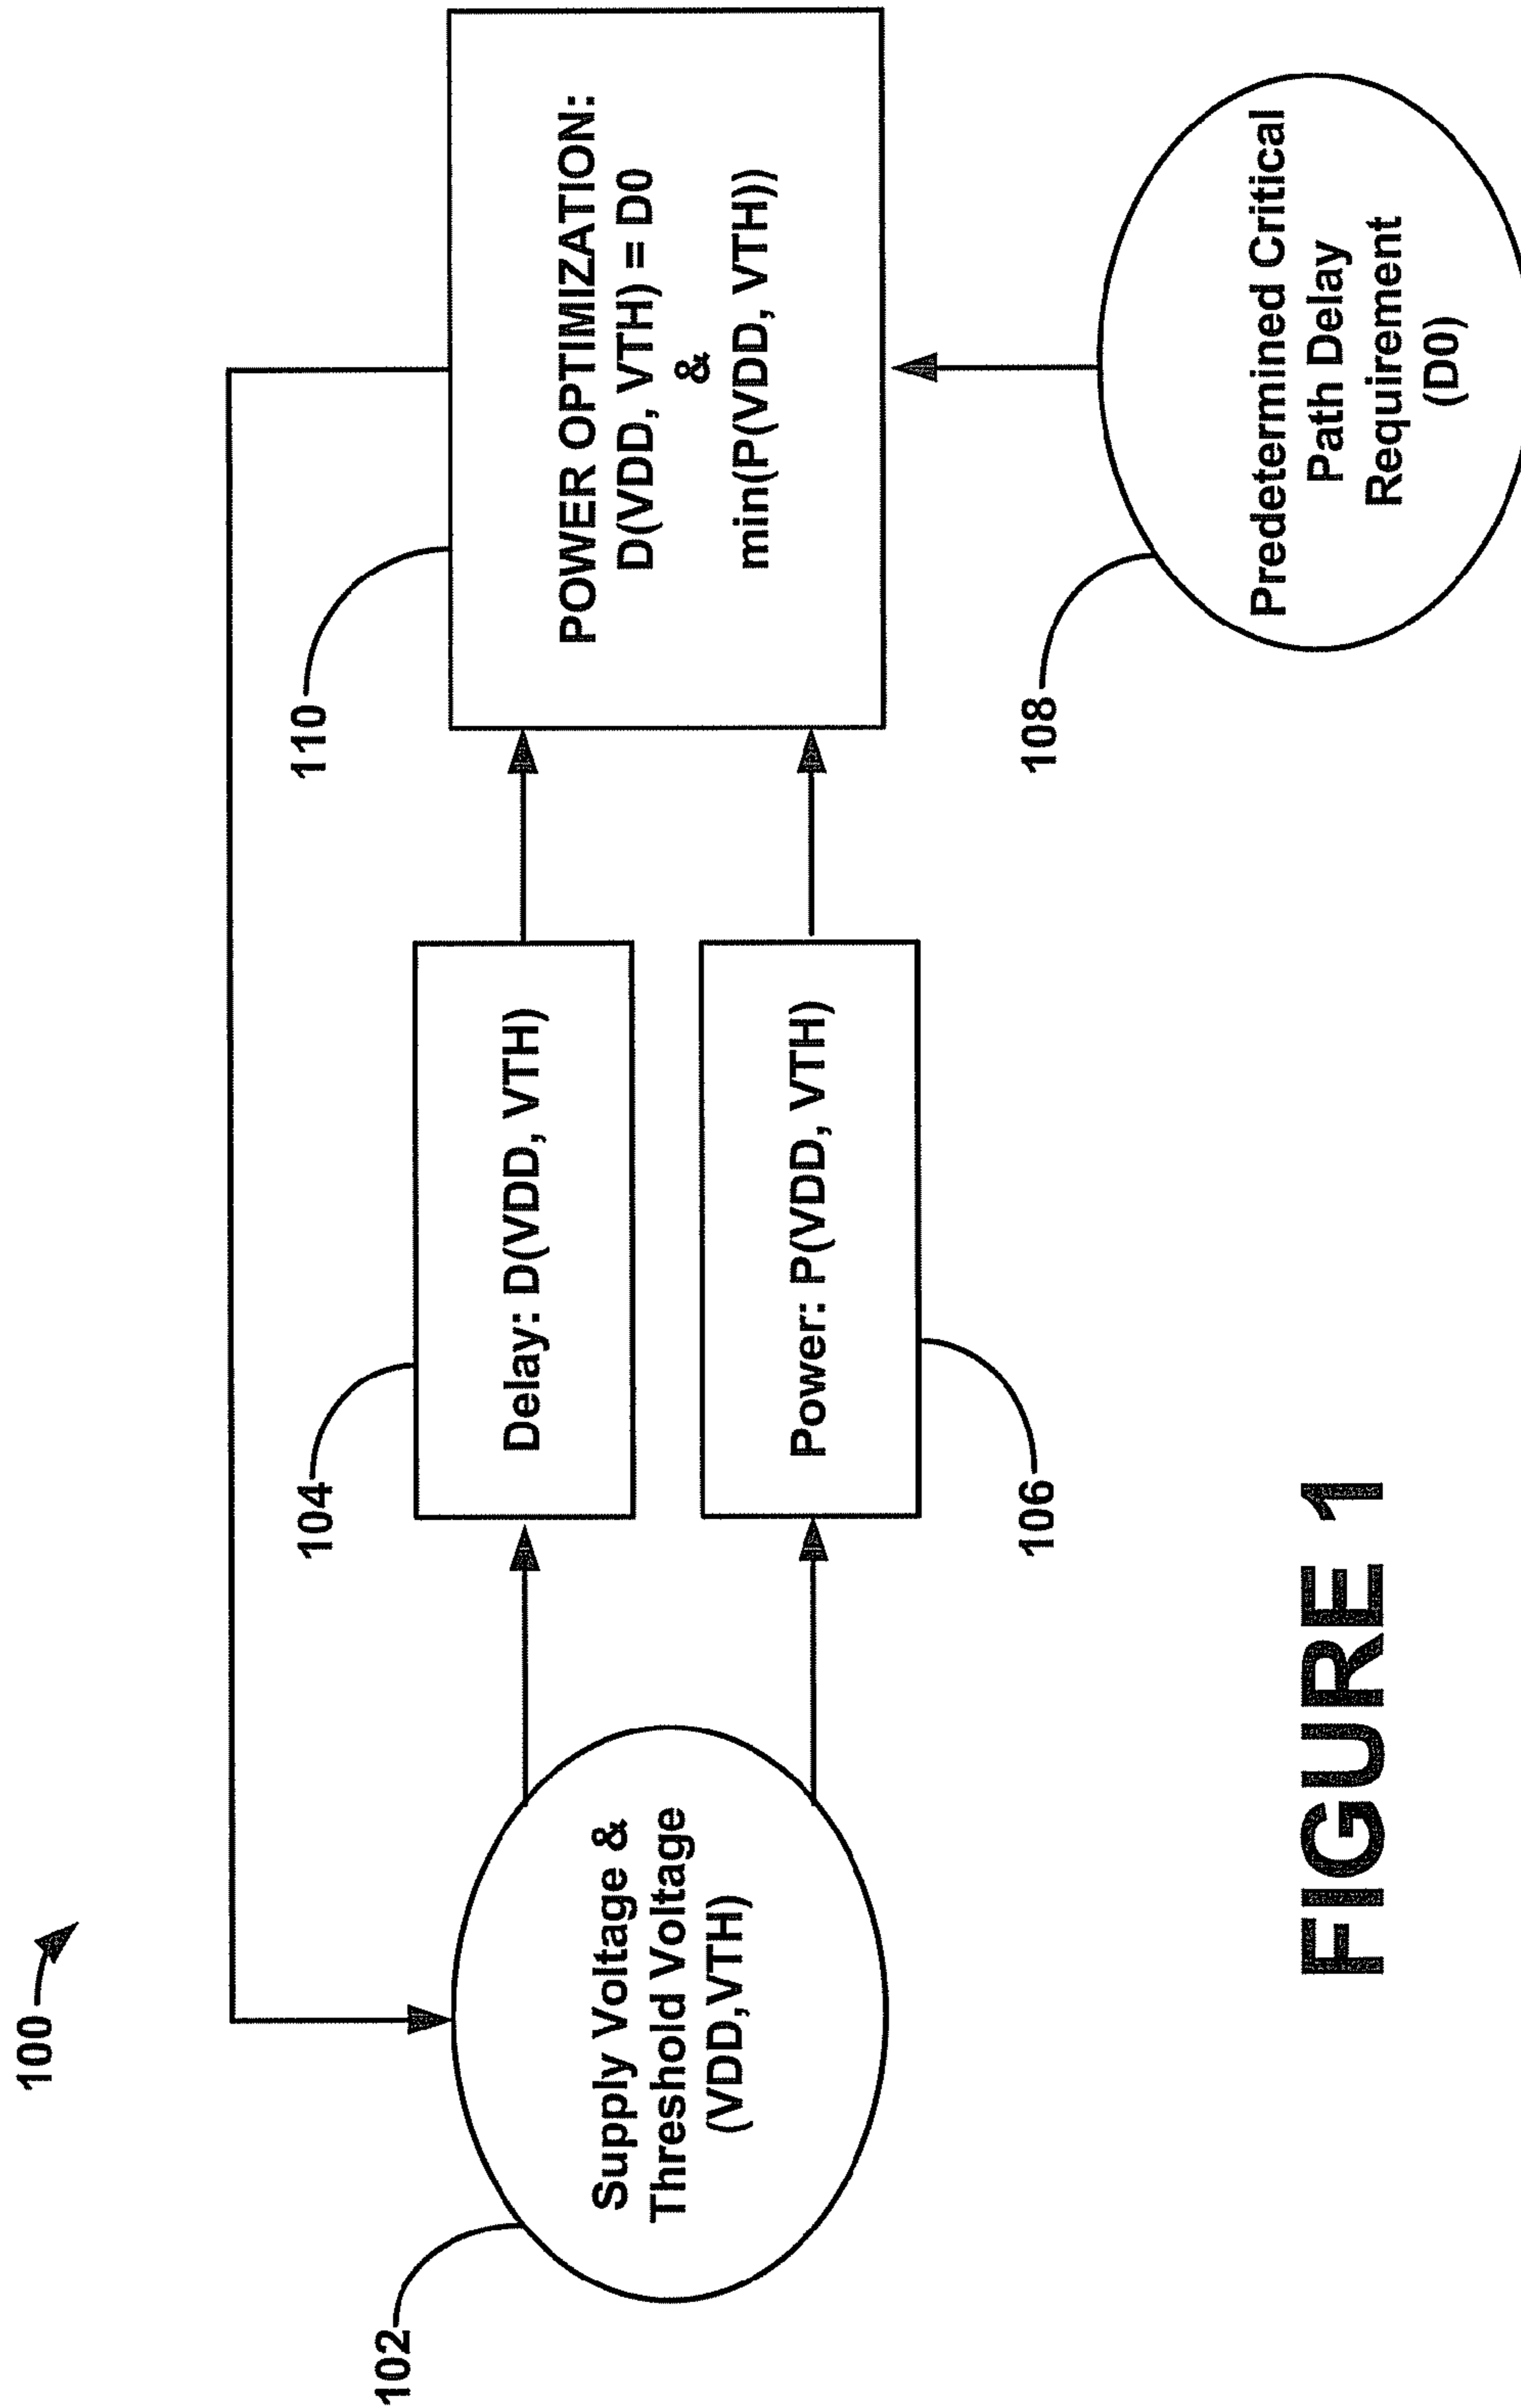 100
102
Supply Voltage &
Threshold Voltage
(VDD,VTH)
104
Delay: D(VDD, VTH)
Power: P(VDD, VTH)
106
110
POWER OPTIMIZATION:
D(VDD, VTH) = D0
&
min(P(VDD, VTH))
108
Predetermined Critical
Path Delay
Requirement
(D0)
FIGURE 1